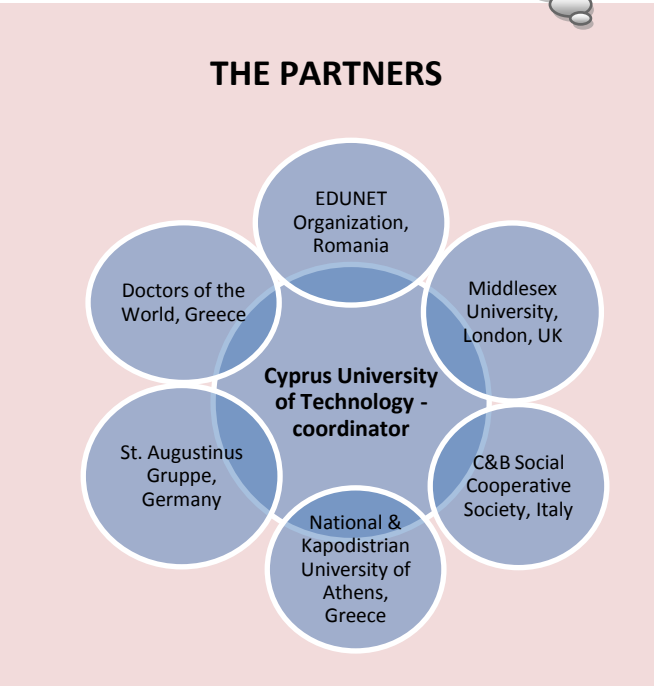 THE PARTNERS
EDUNET
Organization,
Romania
Middlesex
University,
London, UK
C&B Social
Cooperative
Society, Italy
National &
Kapodistrian
University of
Athens,
Greece
St. Augustinus
Gruppe,
Germany
Doctors of the
World, Greece
Cyprus University
of Technology -
coordinator